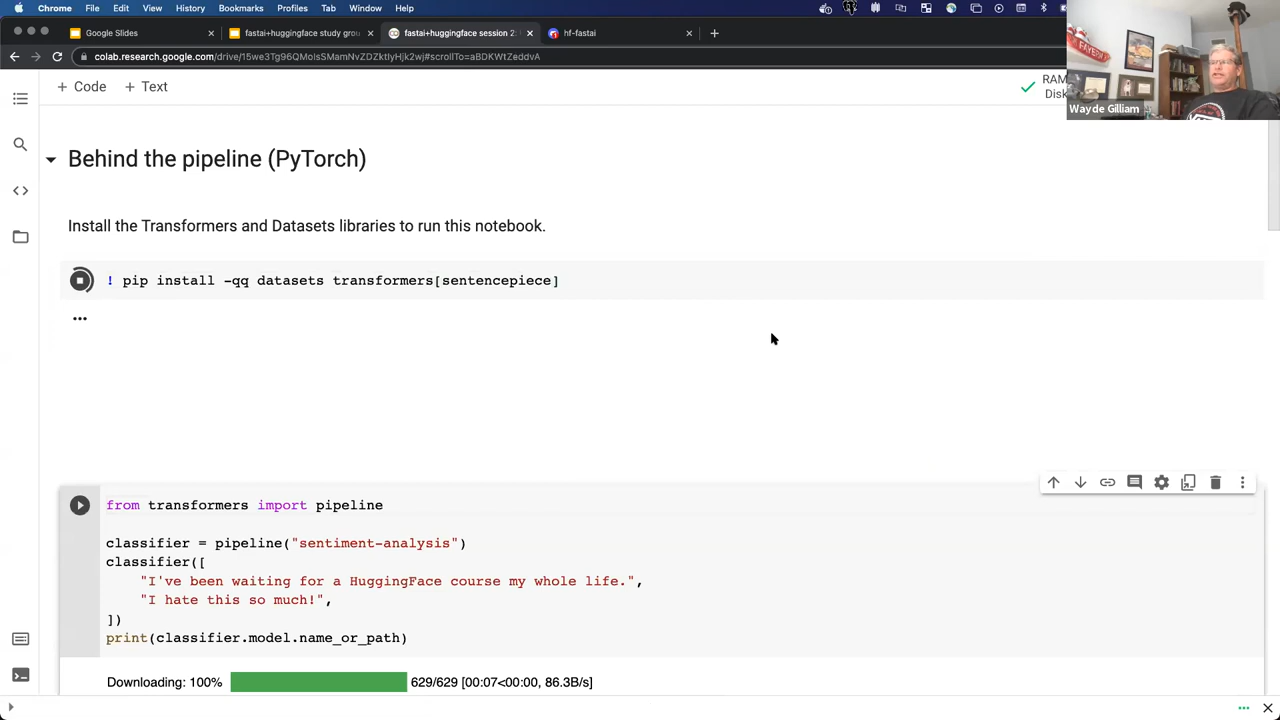 Chrome File Edit View History Bookmarks Profiles Tab Window Help
Google Slides
fastai+huggingface study grou
fastai+huggingface session 2:
hf-fastai
colab.research.google.com/drive/15we3Tg96QMolsSMamNvZDZktlyHjk2wj#scrollTo=aBDKWtZeddvA
+ Code + Text
RAM
Disk
Wayde Gilliam
Behind the pipeline (PyTorch)
Install the Transformers and Datasets libraries to run this notebook.
! pip install -qq datasets transformers[sentencepiece]
from transformers import pipeline
classifier = pipeline("sentiment-analysis")
classifier([
"I've been waiting for a HuggingFace course my whole life.",
"I hate this so much!",
])
print(classifier.model.name_or_path)
Downloading: 100% 629/629 [00:07<00:00, 86.3B/s]